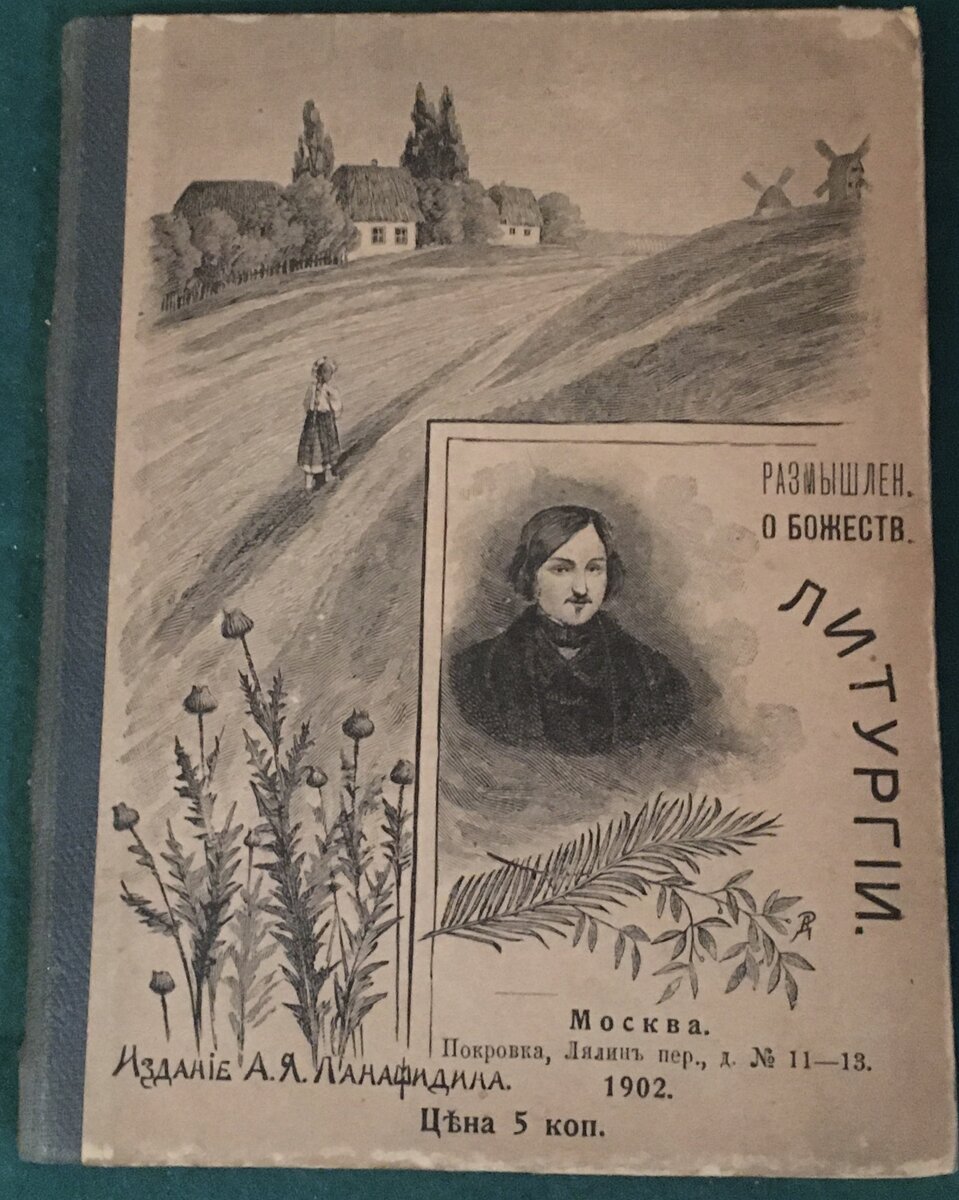 РАЗМЫШЛЕН.
О БОЖЕСТВ.
ЛИТУРГІИ.
Москва.
Покровка, Лялинъ пер., д. № 11—13.
1902.
Изданіе А.Я. Панафидина.
Цѣна 5 коп.